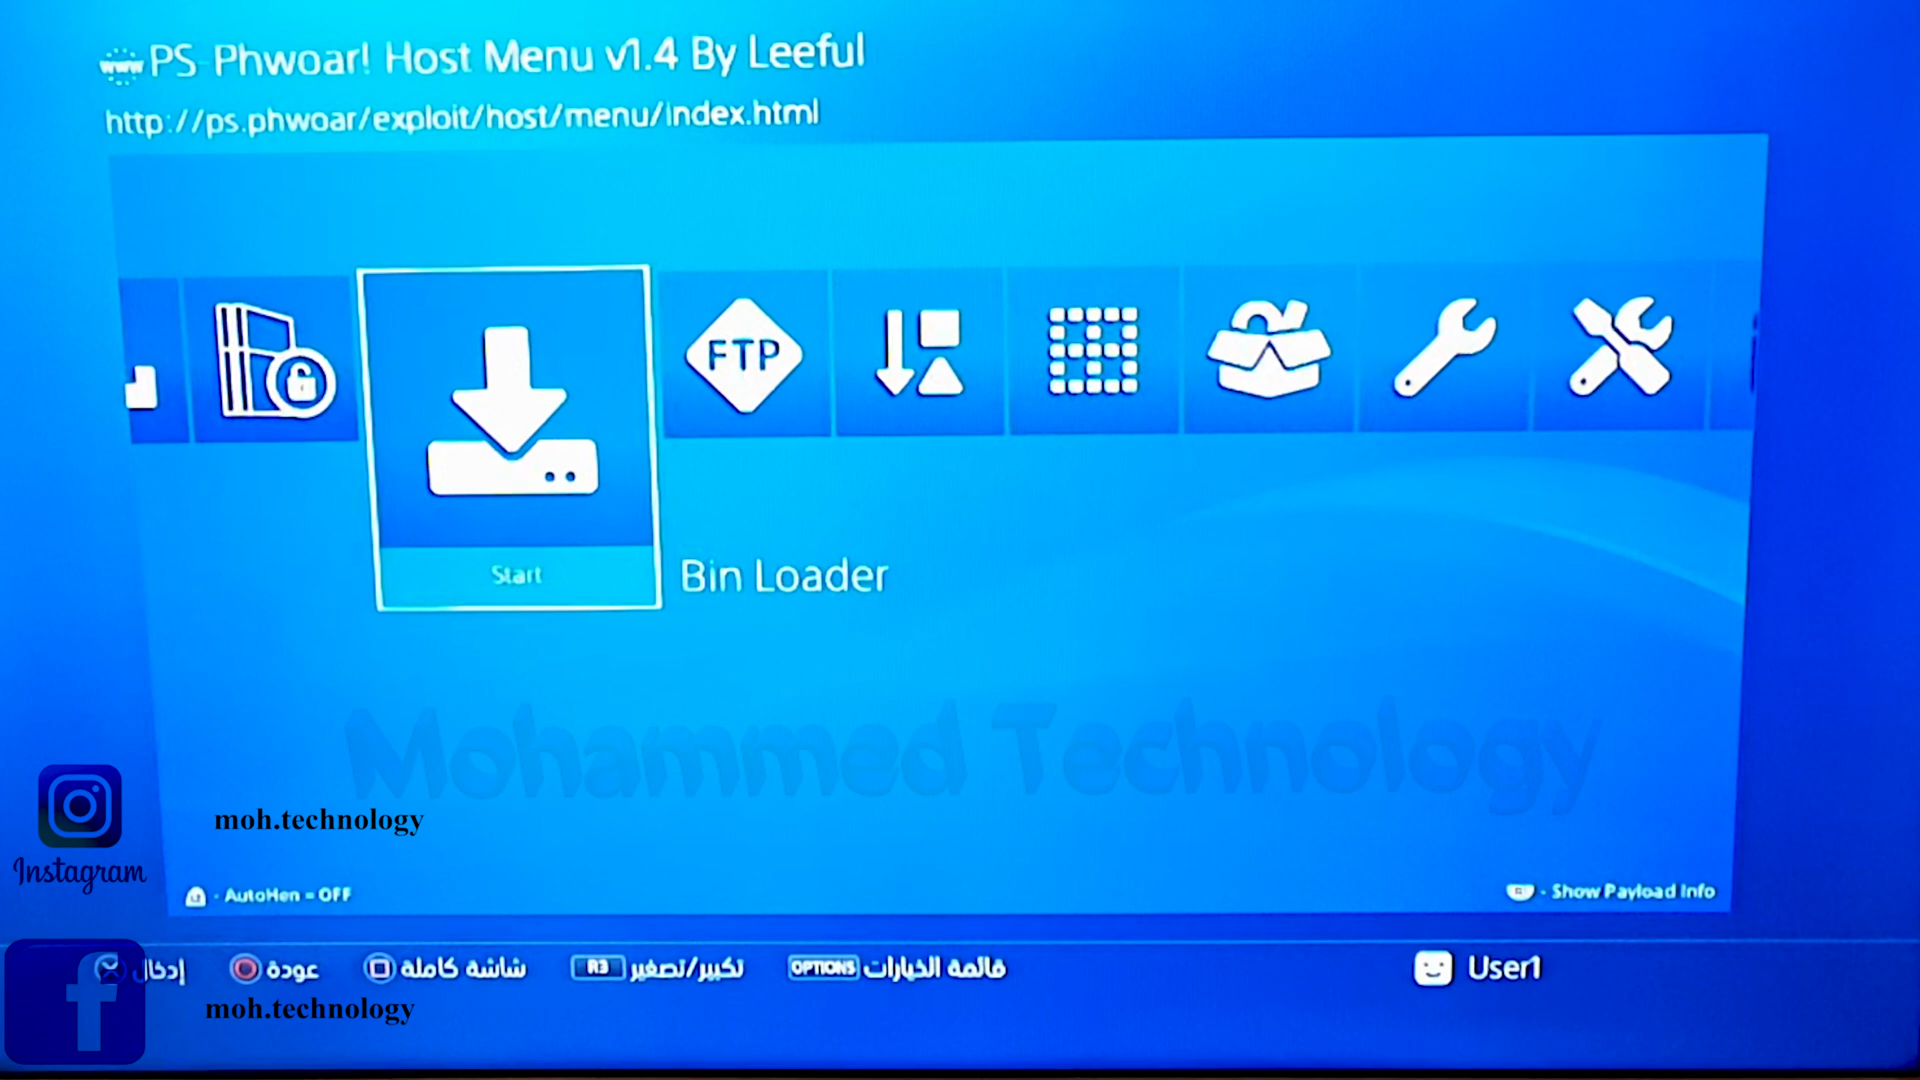 www PS Phwoar! Host Menu v1.4 By Leeful
http://ps.phwoar/exploit/host/menu/index.html
FTP
Start
Bin Loader
Mohammed Technology
moh.technology
Instagram
L2 - AutoHen = OFF
- Show Payload Info
إدخال عودة شاشة كاملة R3 تكبير/تصغير OPTIONS قائمة الخيارات User1
moh.technology